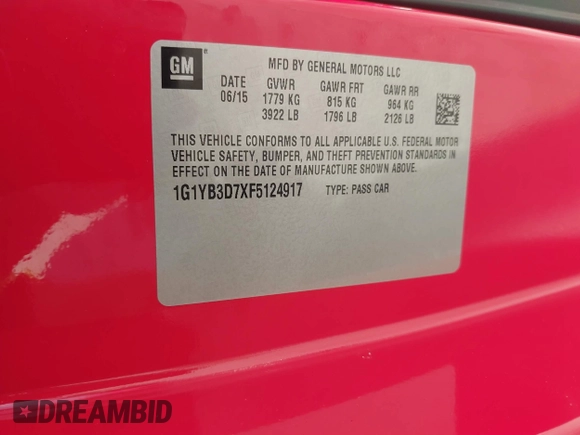 GM
MFD BY GENERAL MOTORS LLC
DATE GVWR GAWR FRT GAWR RR
06/15 1779 KG 815 KG 964 KG
3922 LB 1796 LB 2126 LB
THIS VEHICLE CONFORMS TO ALL APPLICABLE U.S. FEDERAL MOTOR
VEHICLE SAFETY, BUMPER, AND THEFT PREVENTION STANDARDS IN
EFFECT ON THE DATE OF MANUFACTURE SHOWN ABOVE.
1G1YB3D7XF5124917 TYPE: PASS CAR
DREAMBID